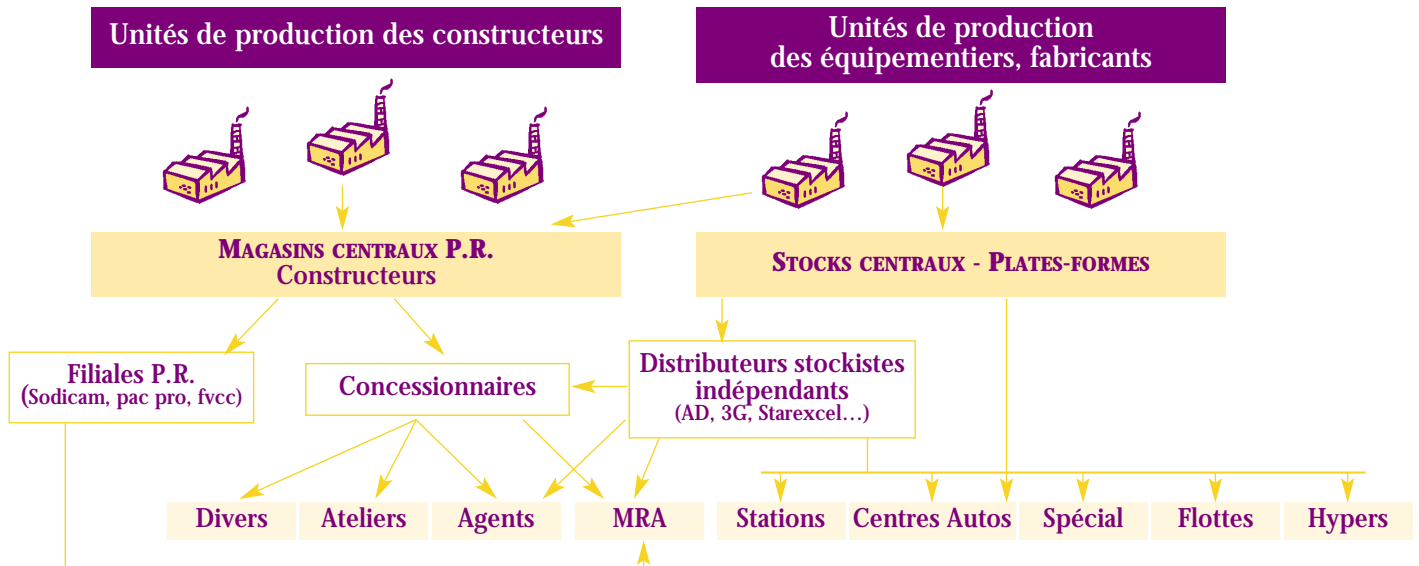 Unités de production des constructeurs
Unités de production
des équipementiers, fabricants
MAGASINS CENTRAUX P.R.
Constructeurs
STOCKS CENTRAUX - PLATES-FORMES
Filiales P.R.
(Sodicam, pac pro, fvcc)
Concessionnaires
Distributeurs stockistes
indépendants
(AD, 3G, Starexcel…)
Divers
Ateliers
Agents
MRA
Stations
Centres Autos
Spécial
Flottes
Hypers